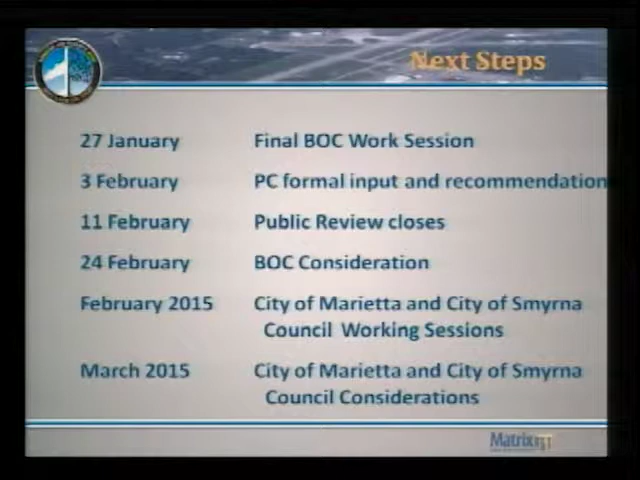 Next Steps
27 January Final BOC Work Session
3 February PC formal input and recommendation
11 February Public Review closes
24 February BOC Consideration
February 2015 City of Marietta and City of Smyrna
Council Working Sessions
March 2015 City of Marietta and City of Smyrna
Council Considerations
Matrix